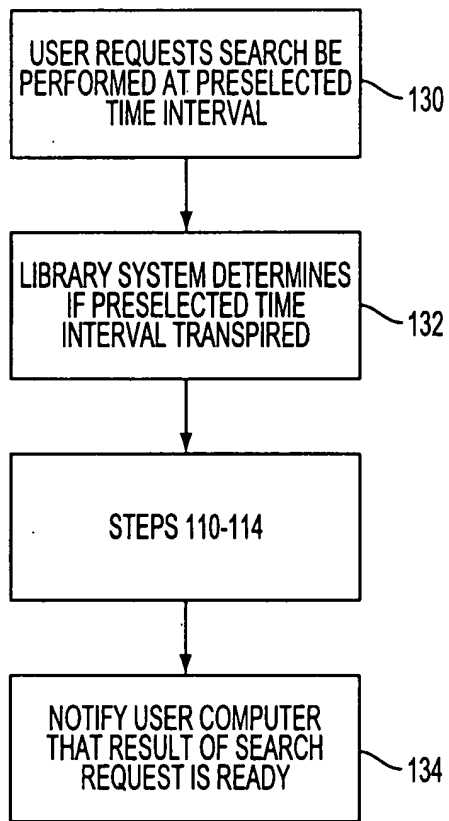 USER REQUESTS SEARCH BE
PERFORMED AT PRESELECTED
TIME INTERVAL
130
LIBRARY SYSTEM DETERMINES
IF PRESELECTED TIME
INTERVAL TRANSPIRED
132
STEPS 110-114
NOTIFY USER COMPUTER
THAT RESULT OF SEARCH
REQUEST IS READY
134